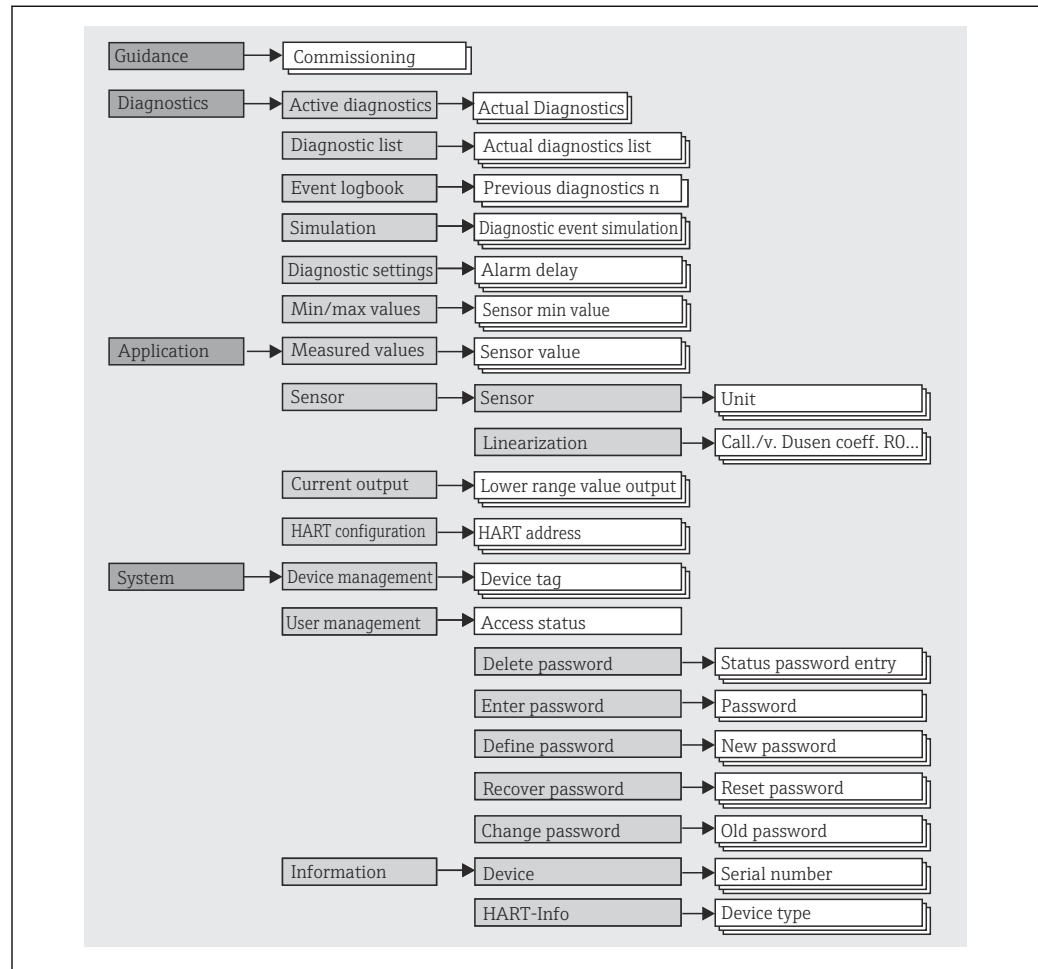 Guidance Commissioning
Diagnostics Active diagnostics Actual Diagnostics
Diagnostic list Actual diagnostics list
Event logbook Previous diagnostics n
Simulation Diagnostic event simulation
Diagnostic settings Alarm delay
Min/max values Sensor min value
Application Measured values Sensor value
Sensor Sensor Unit
Linearization Call./v. Dusen coeff. R0...
Current output Lower range value output
HART configuration HART address
System Device management Device tag
User management Access status
Delete password Status password entry
Enter password Password
Define password New password
Recover password Reset password
Change password Old password
Information Device Serial number
HART-Info Device type